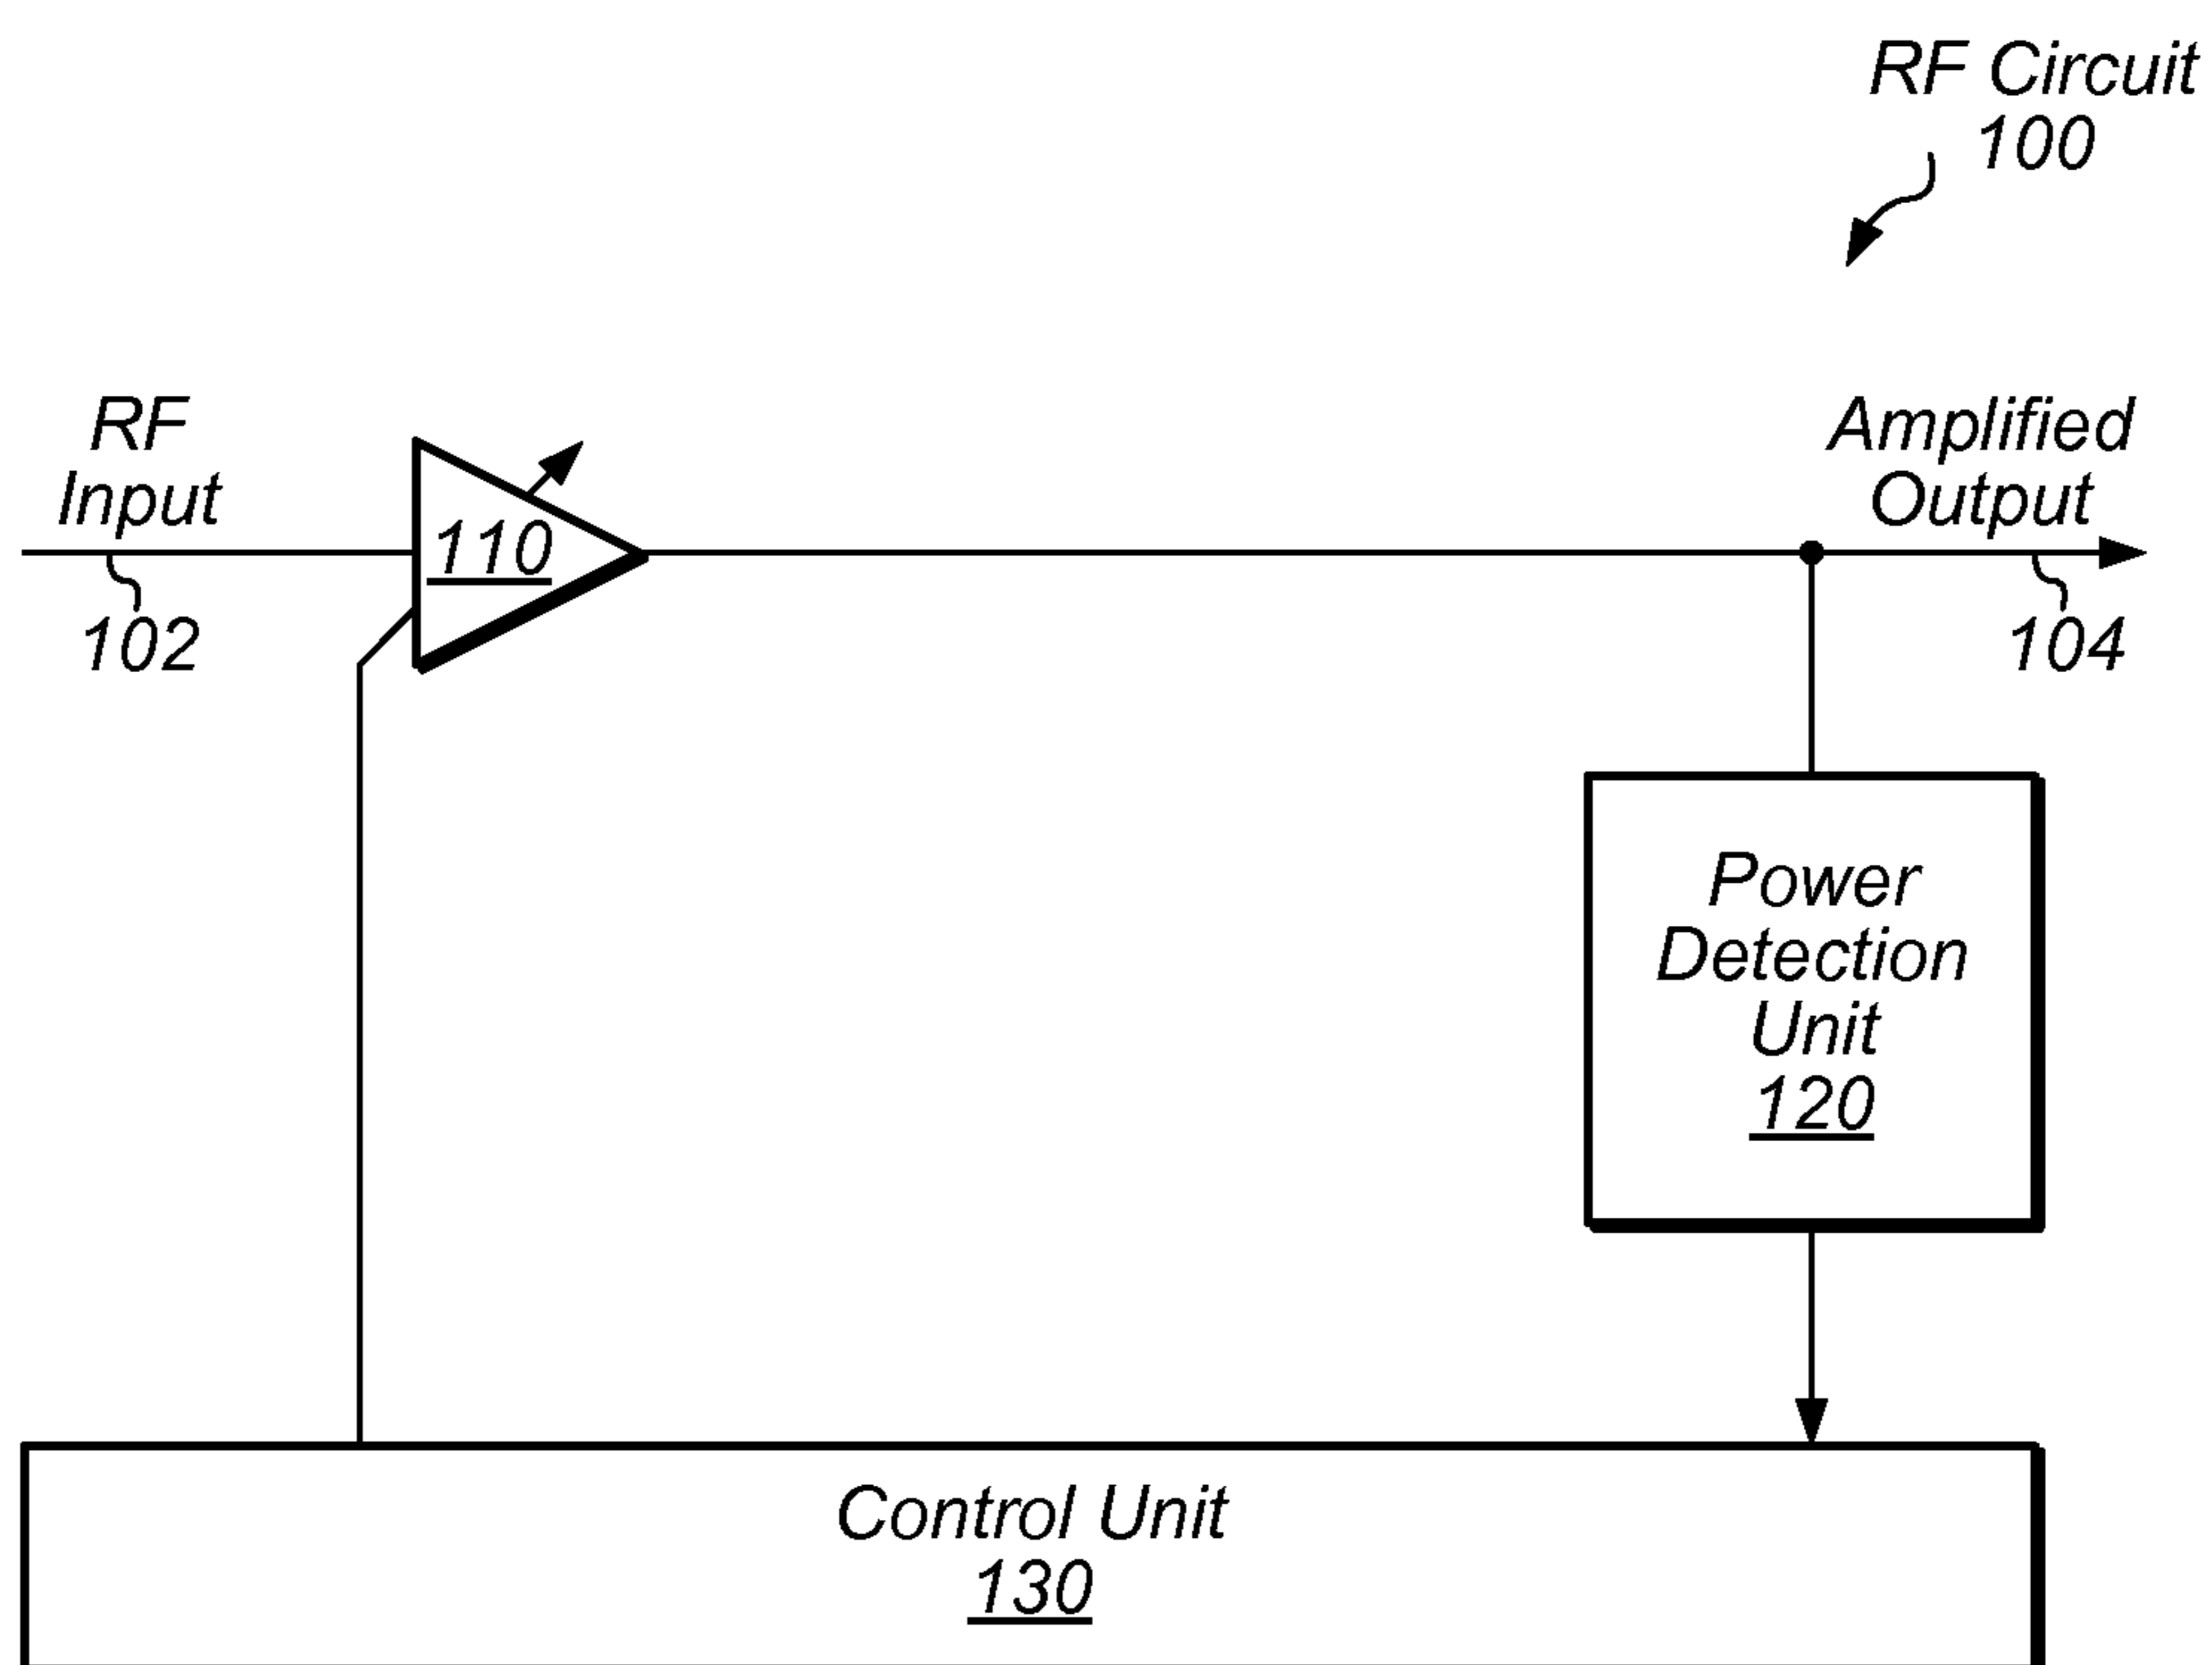 RF Circuit
100
RF
Input
102
110
Amplified
Output
104
Power
Detection
Unit
120
Control Unit
130